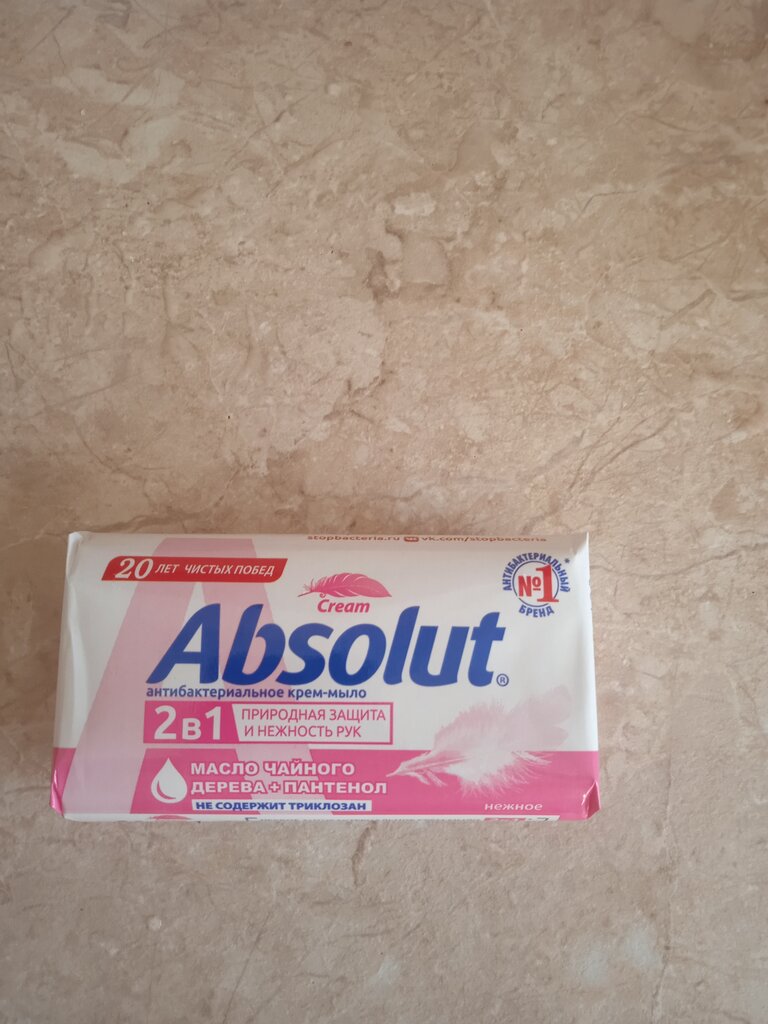 stopbacteria.ru vk.com/stopbacteria
20 ЛЕТ ЧИСТЫХ ПОБЕД
АНТИБАКТЕРИАЛЬНЫЙ*
№1
БРЕНД
Cream
Absolut®
антибактериальное крем-мыло
2в1 ПРИРОДНАЯ ЗАЩИТА
И НЕЖНОСТЬ РУК
МАСЛО ЧАЙНОГО
ДЕРЕВА + ПАНТЕНОЛ
НЕ СОДЕРЖИТ ТРИКЛОЗАН
нежное